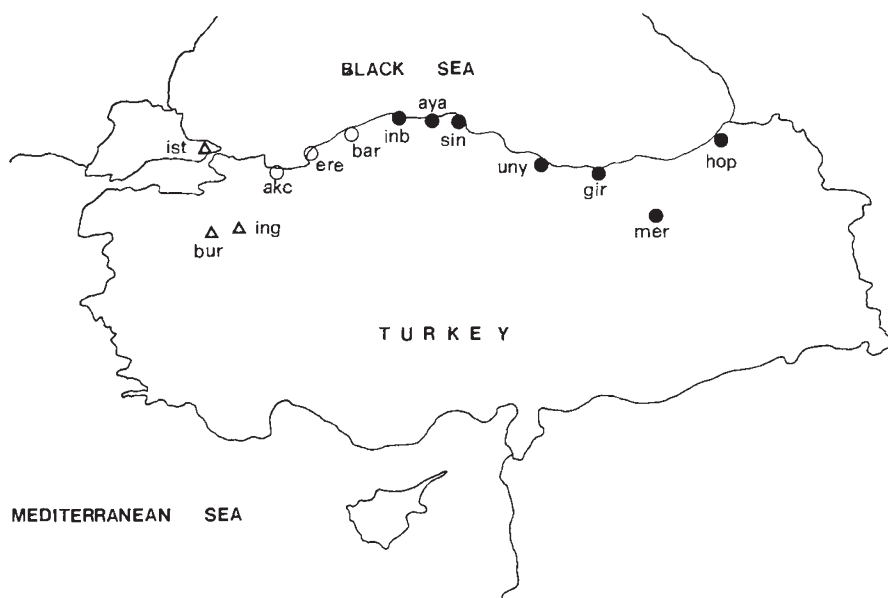 BLACK SEA
aya
ist
inb
sin
bar
ere
hop
akc
uny
gir
ing
mer
bur
TURKEY
MEDITERRANEAN SEA